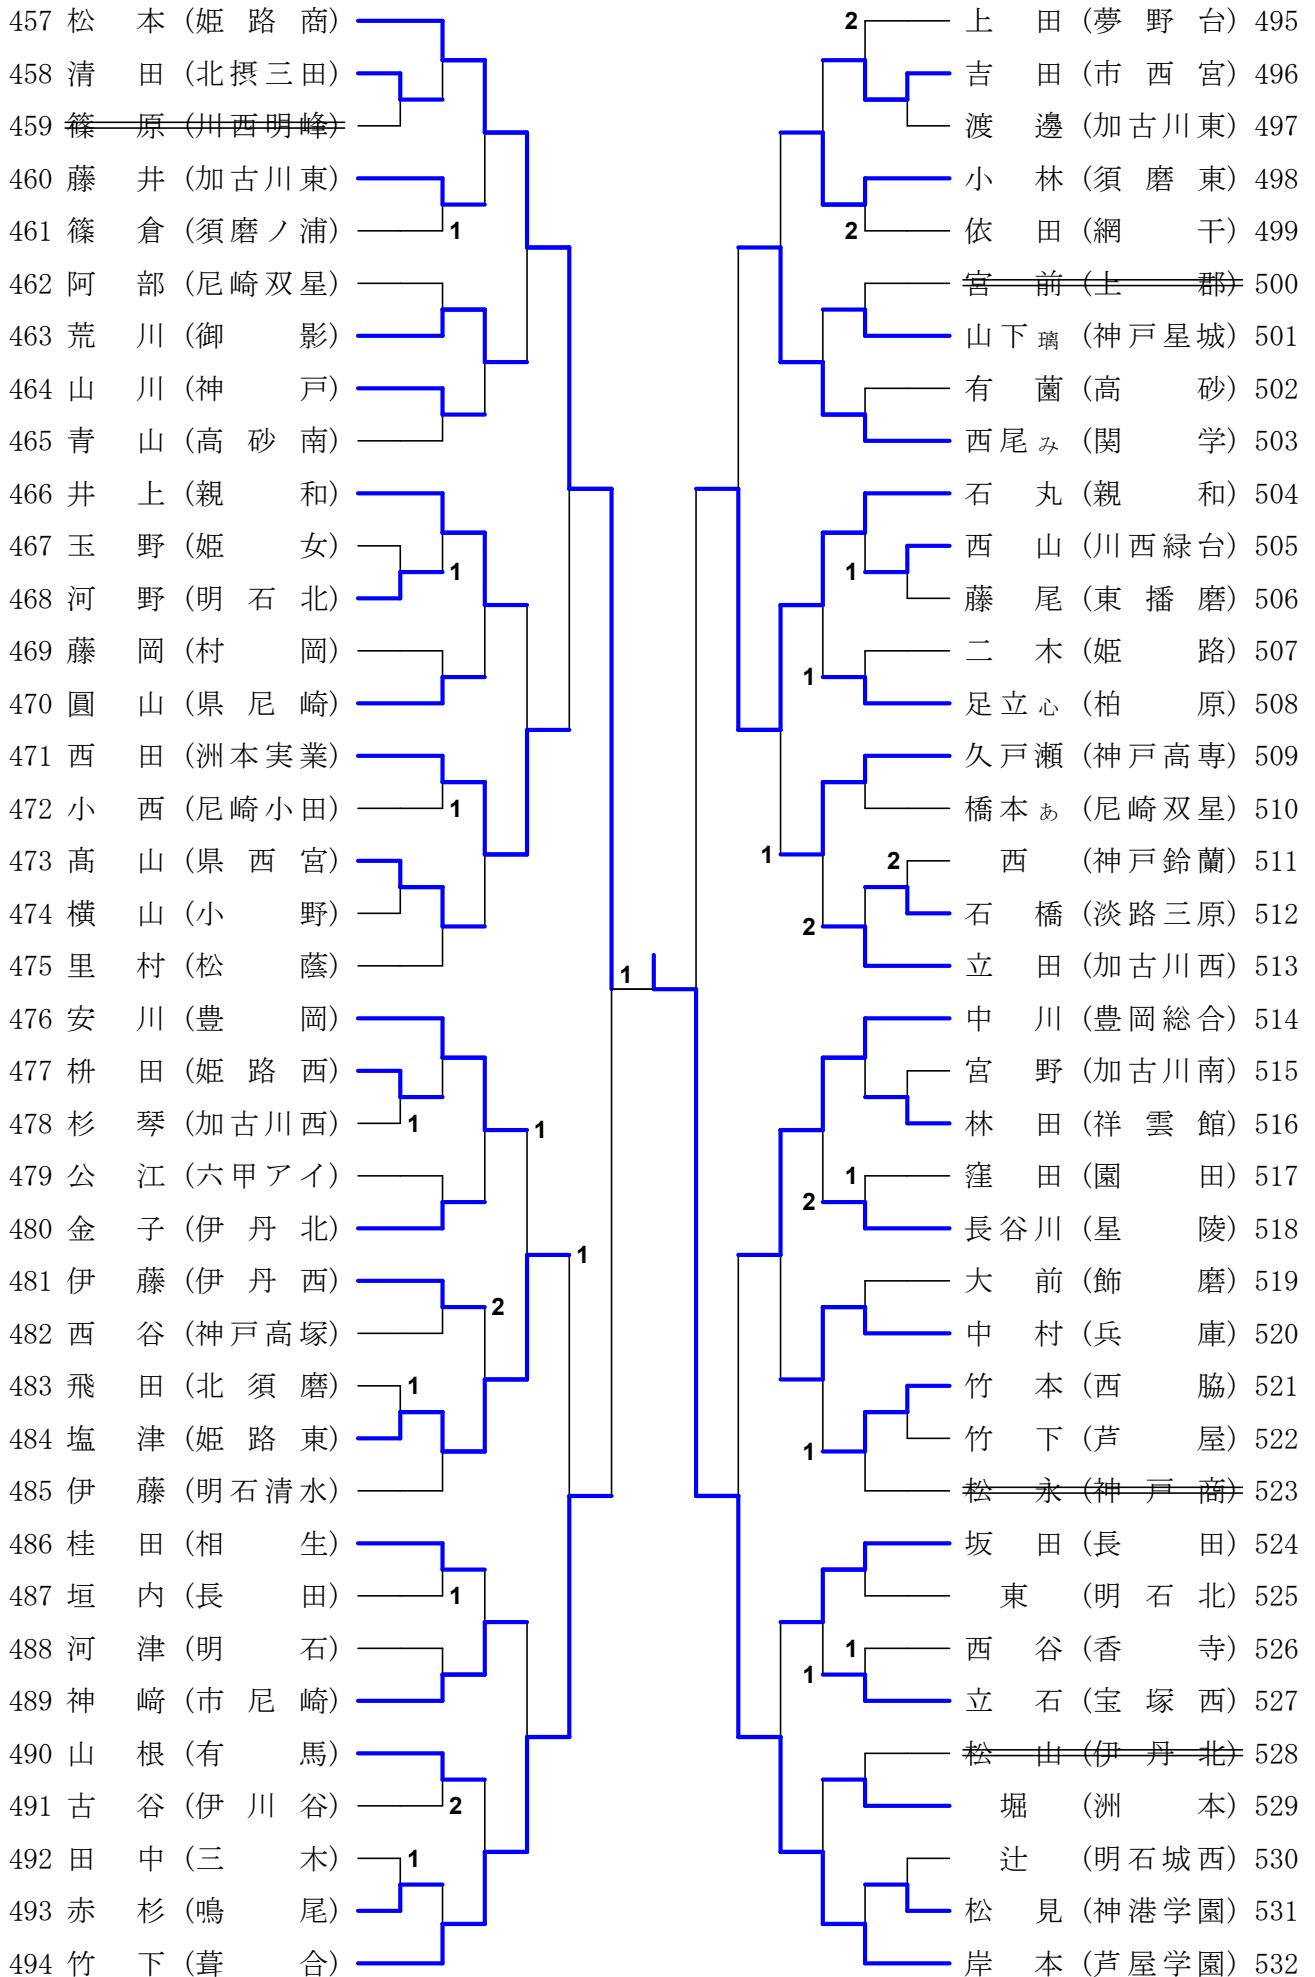 457 松本 (姫路商)
458 清田 (北摂三田)
459 篠原 (川西明峰)
460 藤井 (加古川東)
461 篠倉 (須磨ノ浦) 1
462 阿部 (尼崎双星)
463 荒川 (御影)
464 山川 (神戸)
465 青山 (高砂南)
466 井上 (親和)
467 玉野 (姫女)
1
468 河野 (明石北)
469 藤岡 (村岡)
470 圓山 (県尼崎)
471 西田 (洲本実業)
472 小西 (尼崎小田) 1
473 髙山 (県西宮)
474 横山 (小野)
475 里村 (松蔭)
1
476 安川 (豊岡)
477 枡田 (姫路西)
478 杉琴 (加古川西) 1
1
479 公江 (六甲アイ)
480 金子 (伊丹北)
1
481 伊藤 (伊丹西)
2
482 西谷 (神戸高塚)
483 飛田 (北須磨) 1
484 塩津 (姫路東)
485 伊藤 (明石清水)
486 桂田 (相生)
487 垣内 (長田) 1
488 河津 (明石)
489 神﨑 (市尼崎)
490 山根 (有馬)
491 古谷 (伊川谷) 2
492 田中 (三木) 1
493 赤杉 (鳴尾)
494 竹下 (葺合)
2 上田 (夢野台) 495
吉田 (市西宮) 496
渡邊 (加古川東) 497
小林 (須磨東) 498
2 依田 (網干) 499
宮前 (上郡) 500
山下璃 (神戸星城) 501
有薗 (高砂) 502
西尾み (関学) 503
石丸 (親和) 504
西山 (川西緑台) 505
1
藤尾 (東播磨) 506
二木 (姫路) 507
1
足立心 (柏原) 508
久戸瀬 (神戸高専) 509
橋本あ (尼崎双星) 510
1
2 西 (神戸鈴蘭) 511
石橋 (淡路三原) 512
2
立田 (加古川西) 513
中川 (豊岡総合) 514
宮野 (加古川南) 515
林田 (祥雲館) 516
1 窪田 (園田) 517
2
長谷川 (星陵) 518
大前 (飾磨) 519
中村 (兵庫) 520
竹本 (西脇) 521
竹下 (芦屋) 522
1
松永 (神戸商) 523
坂田 (長田) 524
東 (明石北) 525
1 西谷 (香寺) 526
1
立石 (宝塚西) 527
松山 (伊丹北) 528
堀 (洲本) 529
辻 (明石城西) 530
松見 (神港学園) 531
岸本 (芦屋学園) 532